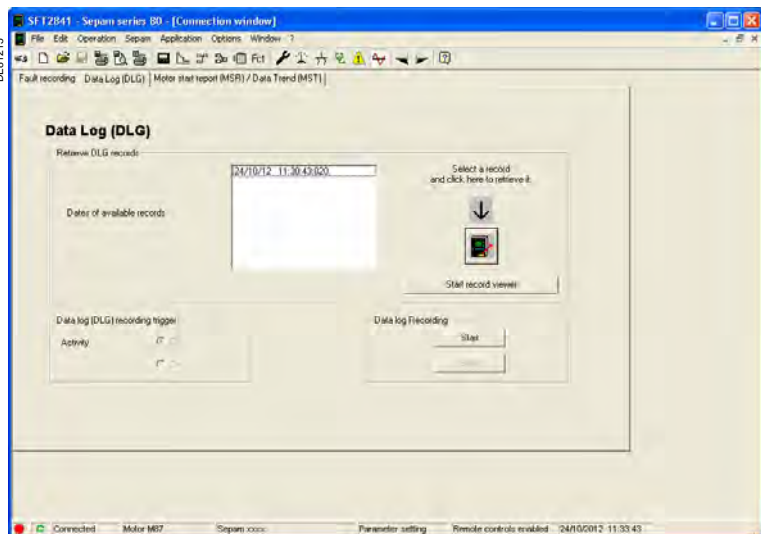 SFT2841 - Sepam series 80 - [Connection window]
File Edit Operation Sepam Application Options Window ?
Fault recording Data Log (DLG) Motor start report (MSR) / Data Trend (MST)
Data Log (DLG)
Retrieve DLG records
24/10/12 11:30:43:020
Select a record
and click here to retrieve it
Dates of available records
Start record viewer
Data log (DLG) recording trigger
Data log Recording
Activity
Start
Connected Motor M87 Sepam xxxx Parameter setting Remote controls enabled 24/10/2012 11:33:43